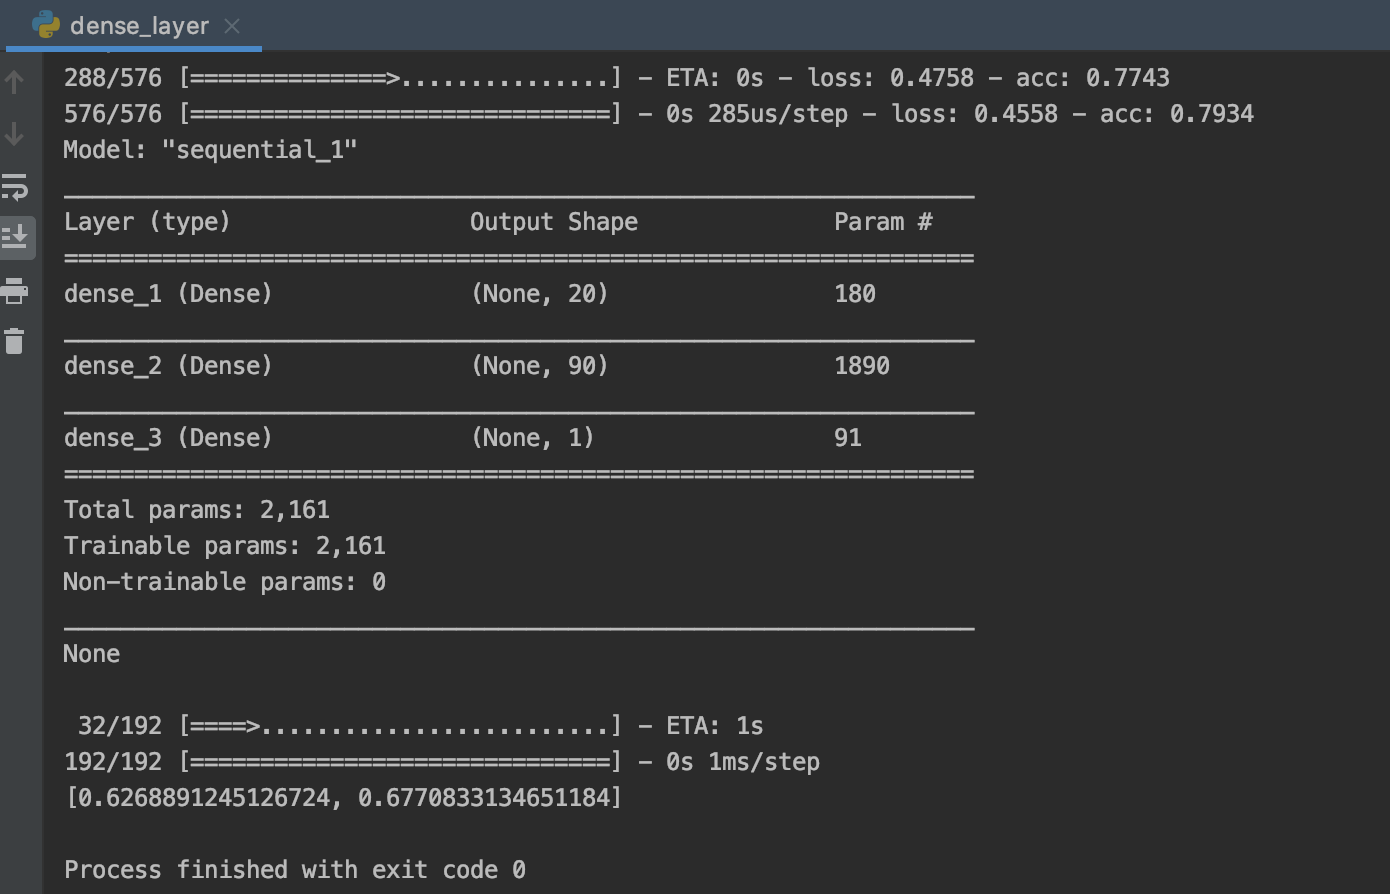 dense_layer
288/576 [==============>...............] - ETA: 0s - loss: 0.4758 - acc: 0.7743
576/576 [==============================] - 0s 285us/step - loss: 0.4558 - acc: 0.7934
Model: "sequential_1"
_________________________________________________________________
Layer (type)                 Output Shape              Param #
=================================================================
dense_1 (Dense)              (None, 20)                180
_________________________________________________________________
dense_2 (Dense)              (None, 90)                1890
_________________________________________________________________
dense_3 (Dense)              (None, 1)                 91
=================================================================
Total params: 2,161
Trainable params: 2,161
Non-trainable params: 0
_________________________________________________________________
None
 32/192 [====>.........................] - ETA: 1s
192/192 [==============================] - 0s 1ms/step
[0.6268891245126724, 0.6770833134651184]
Process finished with exit code 0